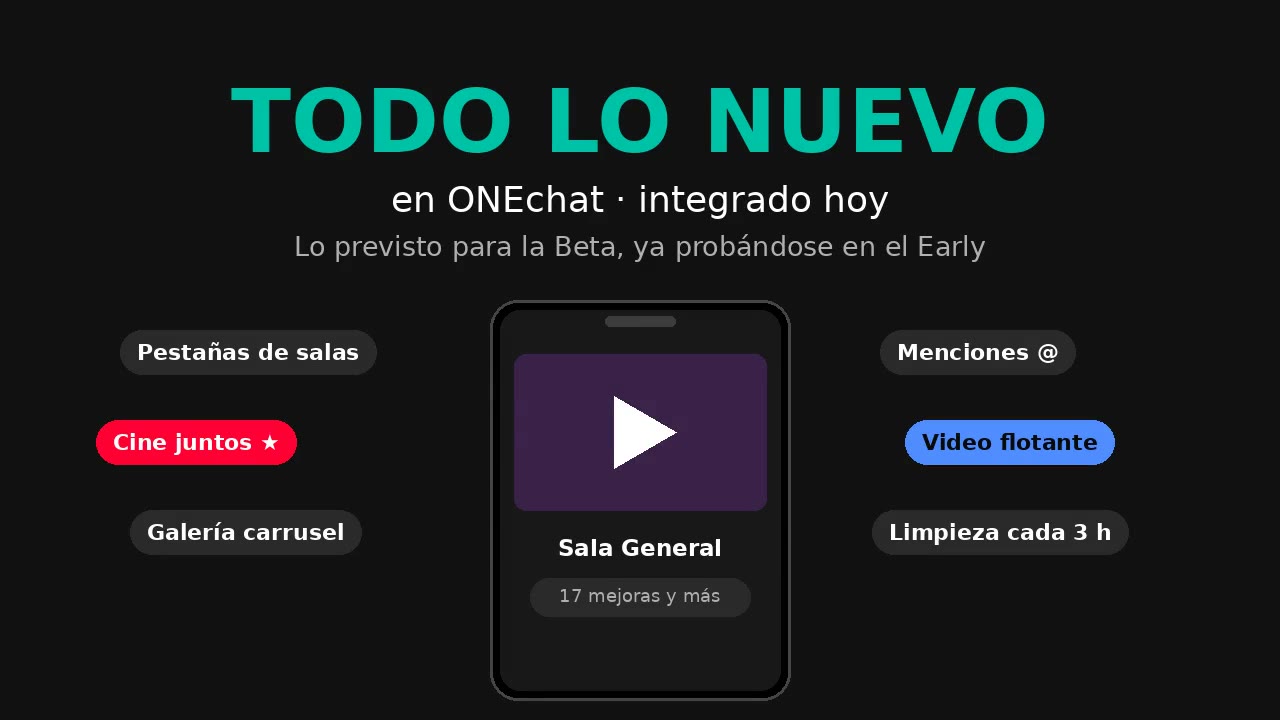 TODO LO NUEVO
en ONEchat · integrado hoy
Lo previsto para la Beta, ya probándose en el Early
Pestañas de salas
Menciones @
Cine juntos ★
Video flotante
Galería carrusel
Limpieza cada 3 h
Sala General
17 mejoras y más